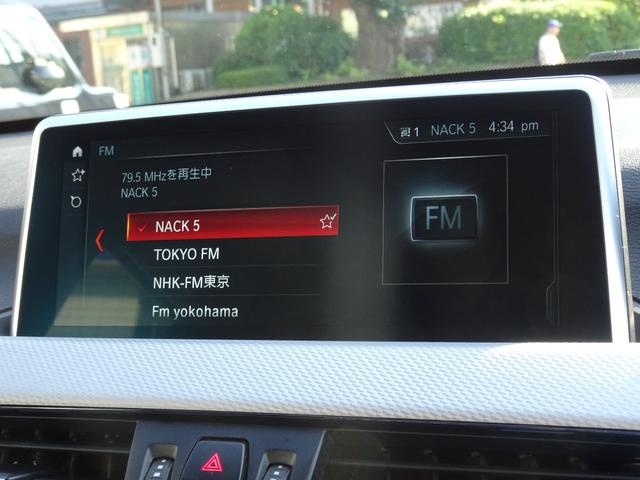 FM
1 NACK 5 4:34 pm
79.5 MHzを再生中
NACK 5
NACK 5
TOKYO FM
NHK-FM東京
Fm yokohama
FM